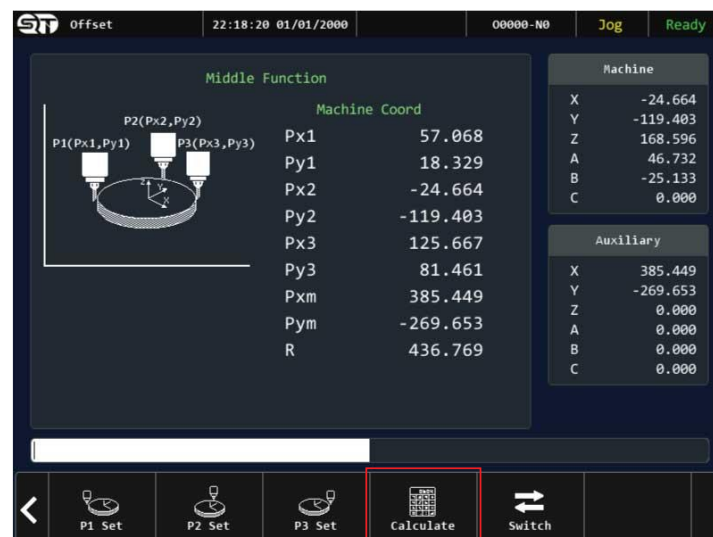 Offset 22:18:20 01/01/2000 O0000-N0 Jog Ready
Middle Function
Machine Coord
P2(Px2,Py2)
P1(Px1,Py1) P3(Px3,Py3)
Z Y X
Px1 57.068
Py1 18.329
Px2 -24.664
Py2 -119.403
Px3 125.667
Py3 81.461
Pxm 385.449
Pym -269.653
R 436.769
Machine
X -24.664
Y -119.403
Z 168.596
A 46.732
B -25.133
C 0.000
Auxiliary
X 385.449
Y -269.653
Z 0.000
A 0.000
B 0.000
C 0.000
P1 Set P2 Set P3 Set Calculate Switch